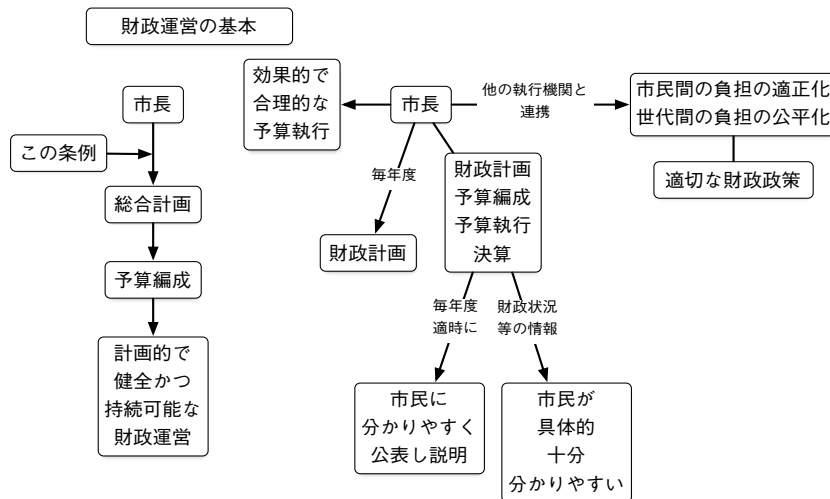 財政運営の基本
市長
この条例
総合計画
予算編成
計画的で
健全かつ
持続可能な
財政運営
効果的で
合理的な
予算執行
市長
他の執行機関と
連携
市民間の負担の適正化
世代間の負担の公平化
適切な財政政策
毎年度
財政計画
財政計画
予算編成
予算執行
決算
毎年度
適時に
財政状況
等の情報
市民に
分かりやすく
公表し説明
市民が
具体的
十分
分かりやすい